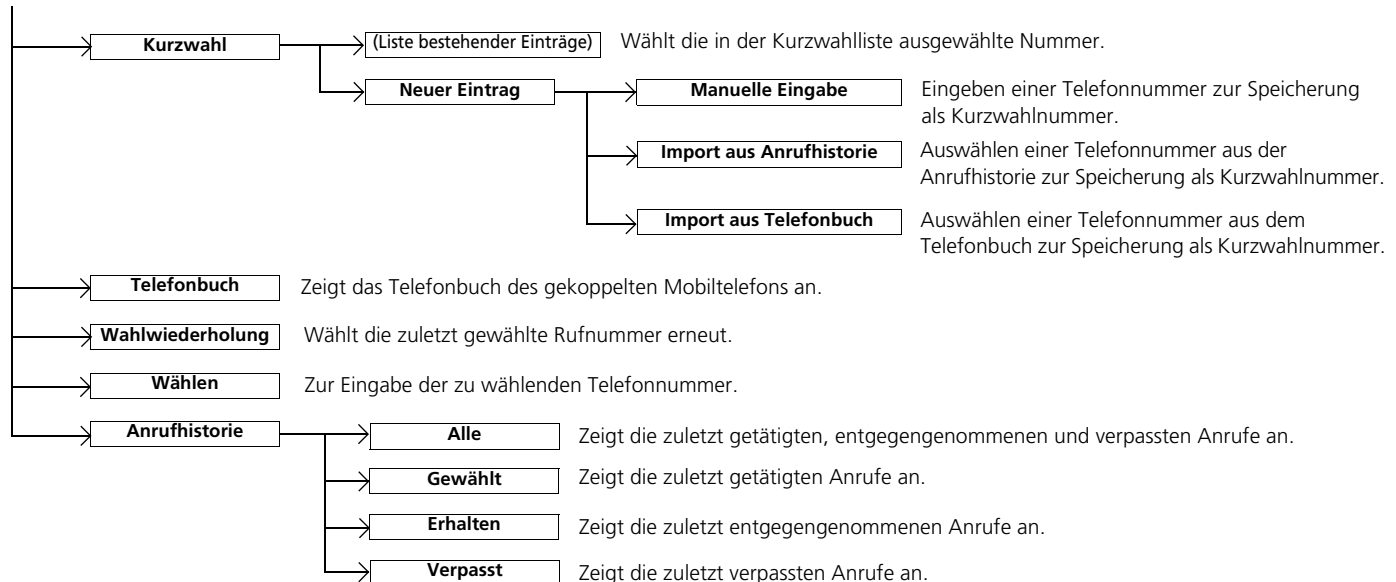 Kurzwahl
(Liste bestehender Einträge)
Wählt die in der Kurzwahlliste ausgewählte Nummer.
Neuer Eintrag
Manuelle Eingabe
Eingeben einer Telefonnummer zur Speicherung
als Kurzwahlnummer.
Import aus Anrufhistorie
Auswählen einer Telefonnummer aus der
Anrufhistorie zur Speicherung als Kurzwahlnummer.
Import aus Telefonbuch
Auswählen einer Telefonnummer aus dem
Telefonbuch zur Speicherung als Kurzwahlnummer.
Telefonbuch
Zeigt das Telefonbuch des gekoppelten Mobiltelefons an.
Wahlwiederholung
Wählt die zuletzt gewählte Rufnummer erneut.
Wählen
Zur Eingabe der zu wählenden Telefonnummer.
Anrufhistorie
Alle
Zeigt die zuletzt getätigten, entgegengenommenen und verpassten Anrufe an.
Gewählt
Zeigt die zuletzt getätigten Anrufe an.
Erhalten
Zeigt die zuletzt entgegengenommenen Anrufe an.
Verpasst
Zeigt die zuletzt verpassten Anrufe an.